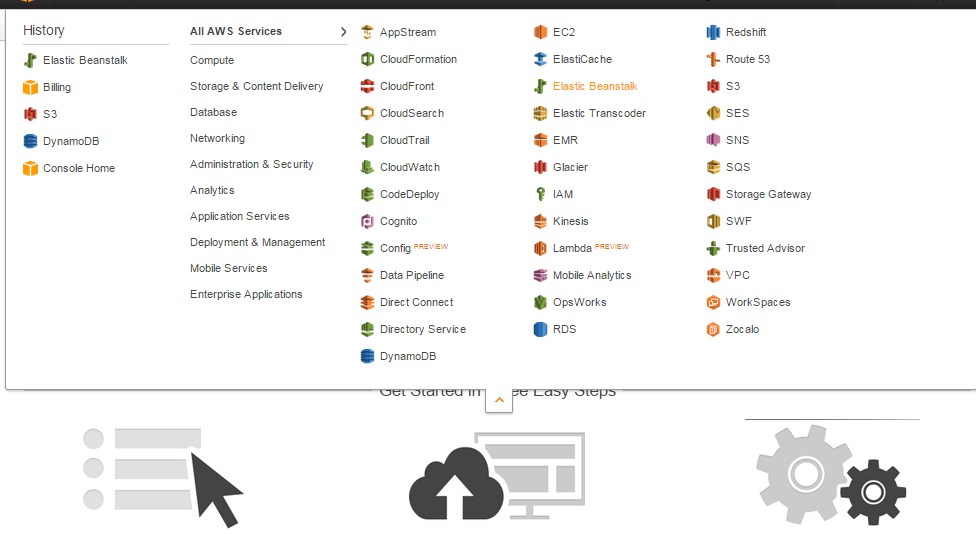 History
Elastic Beanstalk
Billing
S3
DynamoDB
Console Home
All AWS Services
Compute
Storage & Content Delivery
Database
Networking
Administration & Security
Analytics
Application Services
Deployment & Management
Mobile Services
Enterprise Applications
AppStream
CloudFormation
CloudFront
CloudSearch
CloudTrail
CloudWatch
CodeDeploy
Cognito
Config PREVIEW
Data Pipeline
Direct Connect
Directory Service
DynamoDB
EC2
ElastiCache
Elastic Beanstalk
Elastic Transcoder
EMR
Glacier
IAM
Kinesis
Lambda PREVIEW
Mobile Analytics
OpsWorks
RDS
Redshift
Route 53
S3
SES
SNS
SQS
Storage Gateway
SWF
Trusted Advisor
VPC
WorkSpaces
Zocalo
Get Started in ee Easy Steps